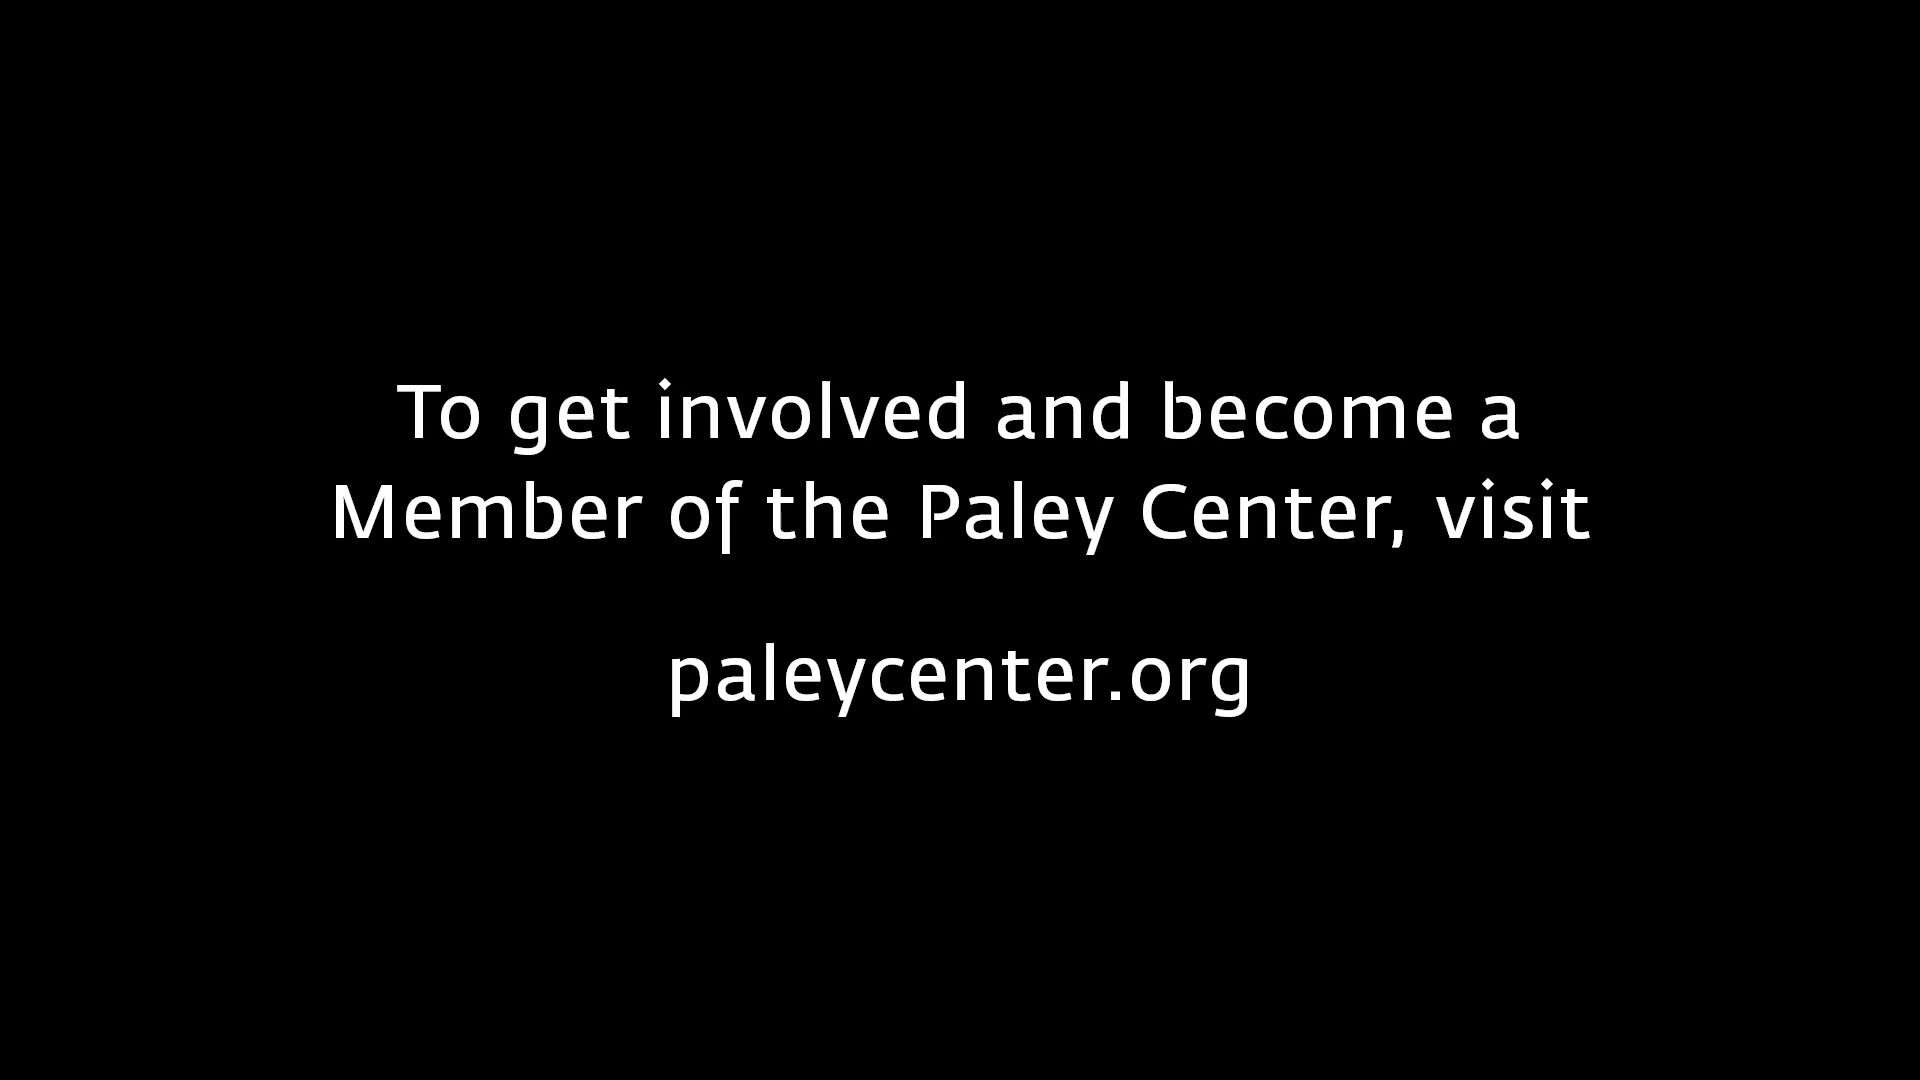 To get involved and become a
Member of the Paley Center, visit
paleycenter.org